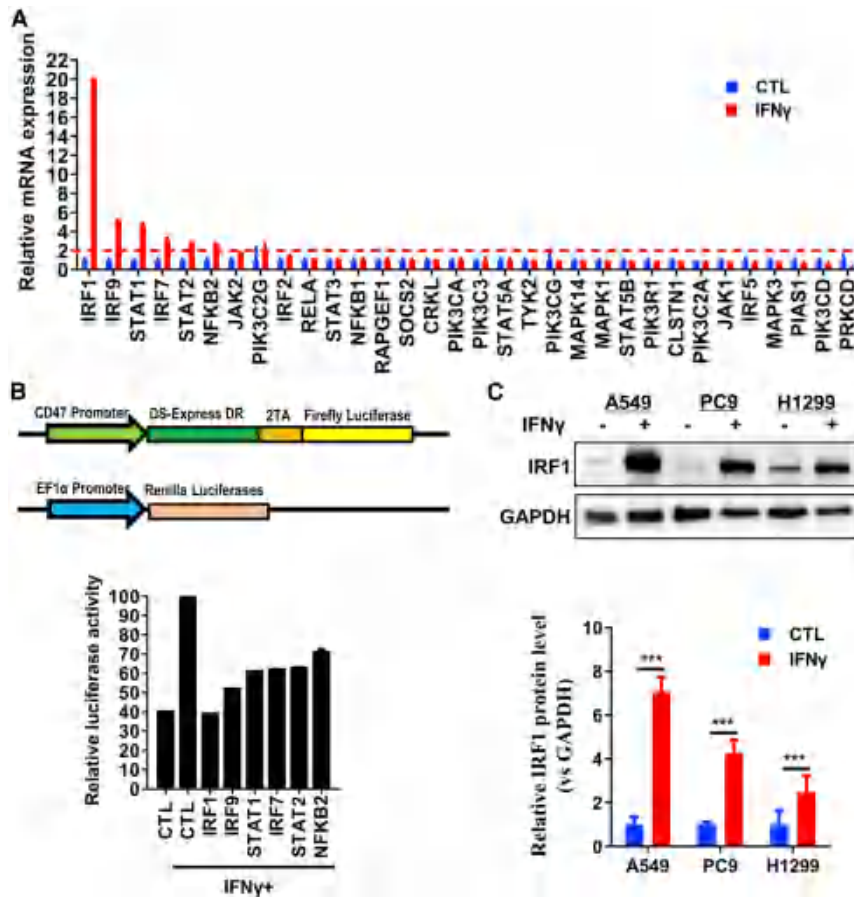 A
Relative mRNA expression
22
20
18
16
14
12
10
8
6
4
2
0
CTL
IFNγ
IRF1
IRF9
STAT1
IRF7
STAT2
NFKB2
JAK2
PIK3C2G
IRF2
RELA
STAT3
NFKB1
RAPGEF1
SOCS2
CRKL
PIK3CA
PIK3C3
STAT5A
TYK2
PIK3CG
MAPK14
MAPK1
STAT5B
PIK3R1
CLSTN1
PIK3C2A
JAK1
IRF5
MAPK3
PIAS1
PIK3CD
PRKCD
B
CD47 Promoter
DS-Express DR
2TA
Firefly Luciferase
EF1α Promoter
Renilla Luciferases
Relative luciferase activity
100
90
80
70
60
50
40
30
20
10
0
CTL
CTL
IRF1
IRF9
STAT1
IRF7
STAT2
NFKB2
IFNγ+
C
A549 PC9 H1299
IFNγ - + - + - +
IRF1
GAPDH
Relative IRF1 protein level
(vs GAPDH)
10
8
6
4
2
0
CTL
IFNγ
***
***
***
A549 PC9 H1299